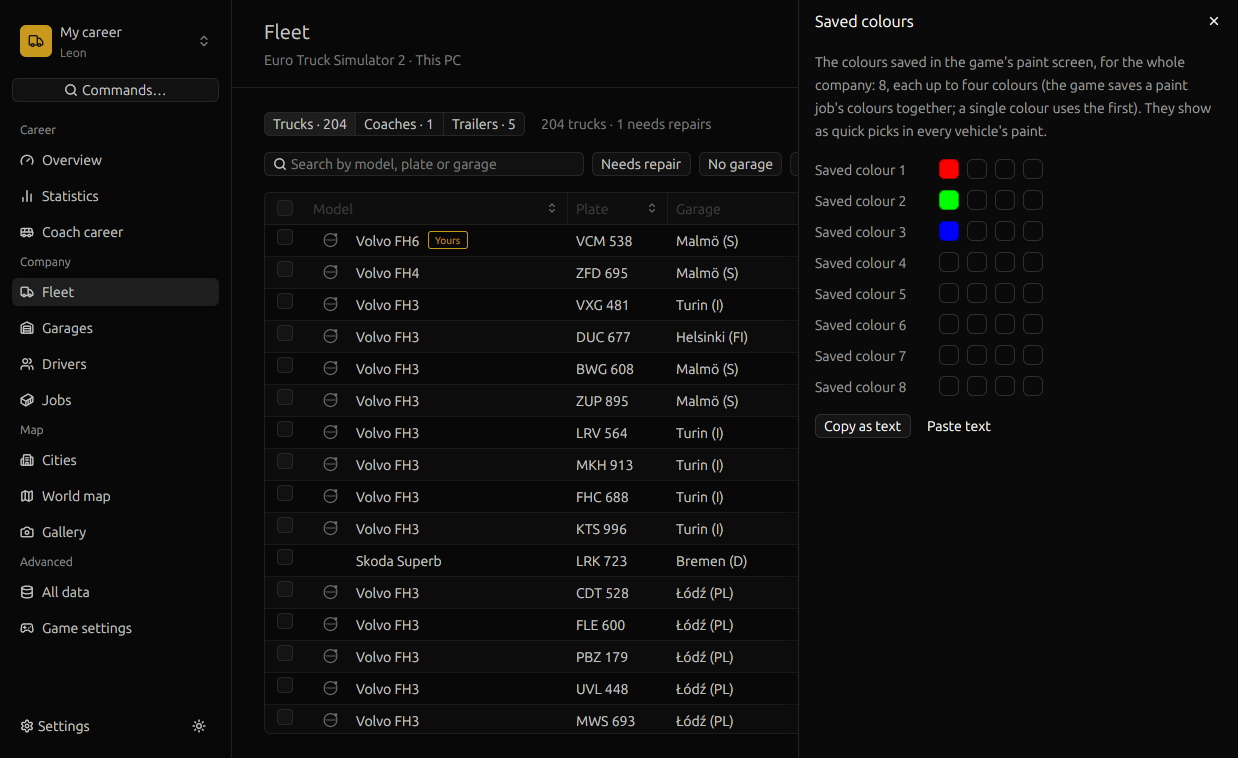 My career
Leon
Commands…
Career
Overview
Statistics
Coach career
Company
Fleet
Garages
Drivers
Jobs
Map
Cities
World map
Gallery
Advanced
All data
Game settings
Settings
Fleet
Euro Truck Simulator 2 · This PC
Trucks · 204 Coaches · 1 Trailers · 5 204 trucks · 1 needs repairs
Search by model, plate or garage Needs repair No garage
Model Plate Garage
Volvo FH6 Yours VCM 538 Malmö (S)
Volvo FH4 ZFD 695 Malmö (S)
Volvo FH3 VXG 481 Turin (I)
Volvo FH3 DUC 677 Helsinki (FI)
Volvo FH3 BWG 608 Malmö (S)
Volvo FH3 ZUP 895 Malmö (S)
Volvo FH3 LRV 564 Turin (I)
Volvo FH3 MKH 913 Turin (I)
Volvo FH3 FHC 688 Turin (I)
Volvo FH3 KTS 996 Turin (I)
Skoda Superb LRK 723 Bremen (D)
Volvo FH3 CDT 528 Łódź (PL)
Volvo FH3 FLE 600 Łódź (PL)
Volvo FH3 PBZ 179 Łódź (PL)
Volvo FH3 UVL 448 Łódź (PL)
Volvo FH3 MWS 693 Łódź (PL)
Saved colours
The colours saved in the game's paint screen, for the whole
company: 8, each up to four colours (the game saves a paint
job's colours together; a single colour uses the first). They show
as quick picks in every vehicle's paint.
Saved colour 1
Saved colour 2
Saved colour 3
Saved colour 4
Saved colour 5
Saved colour 6
Saved colour 7
Saved colour 8
Copy as text Paste text